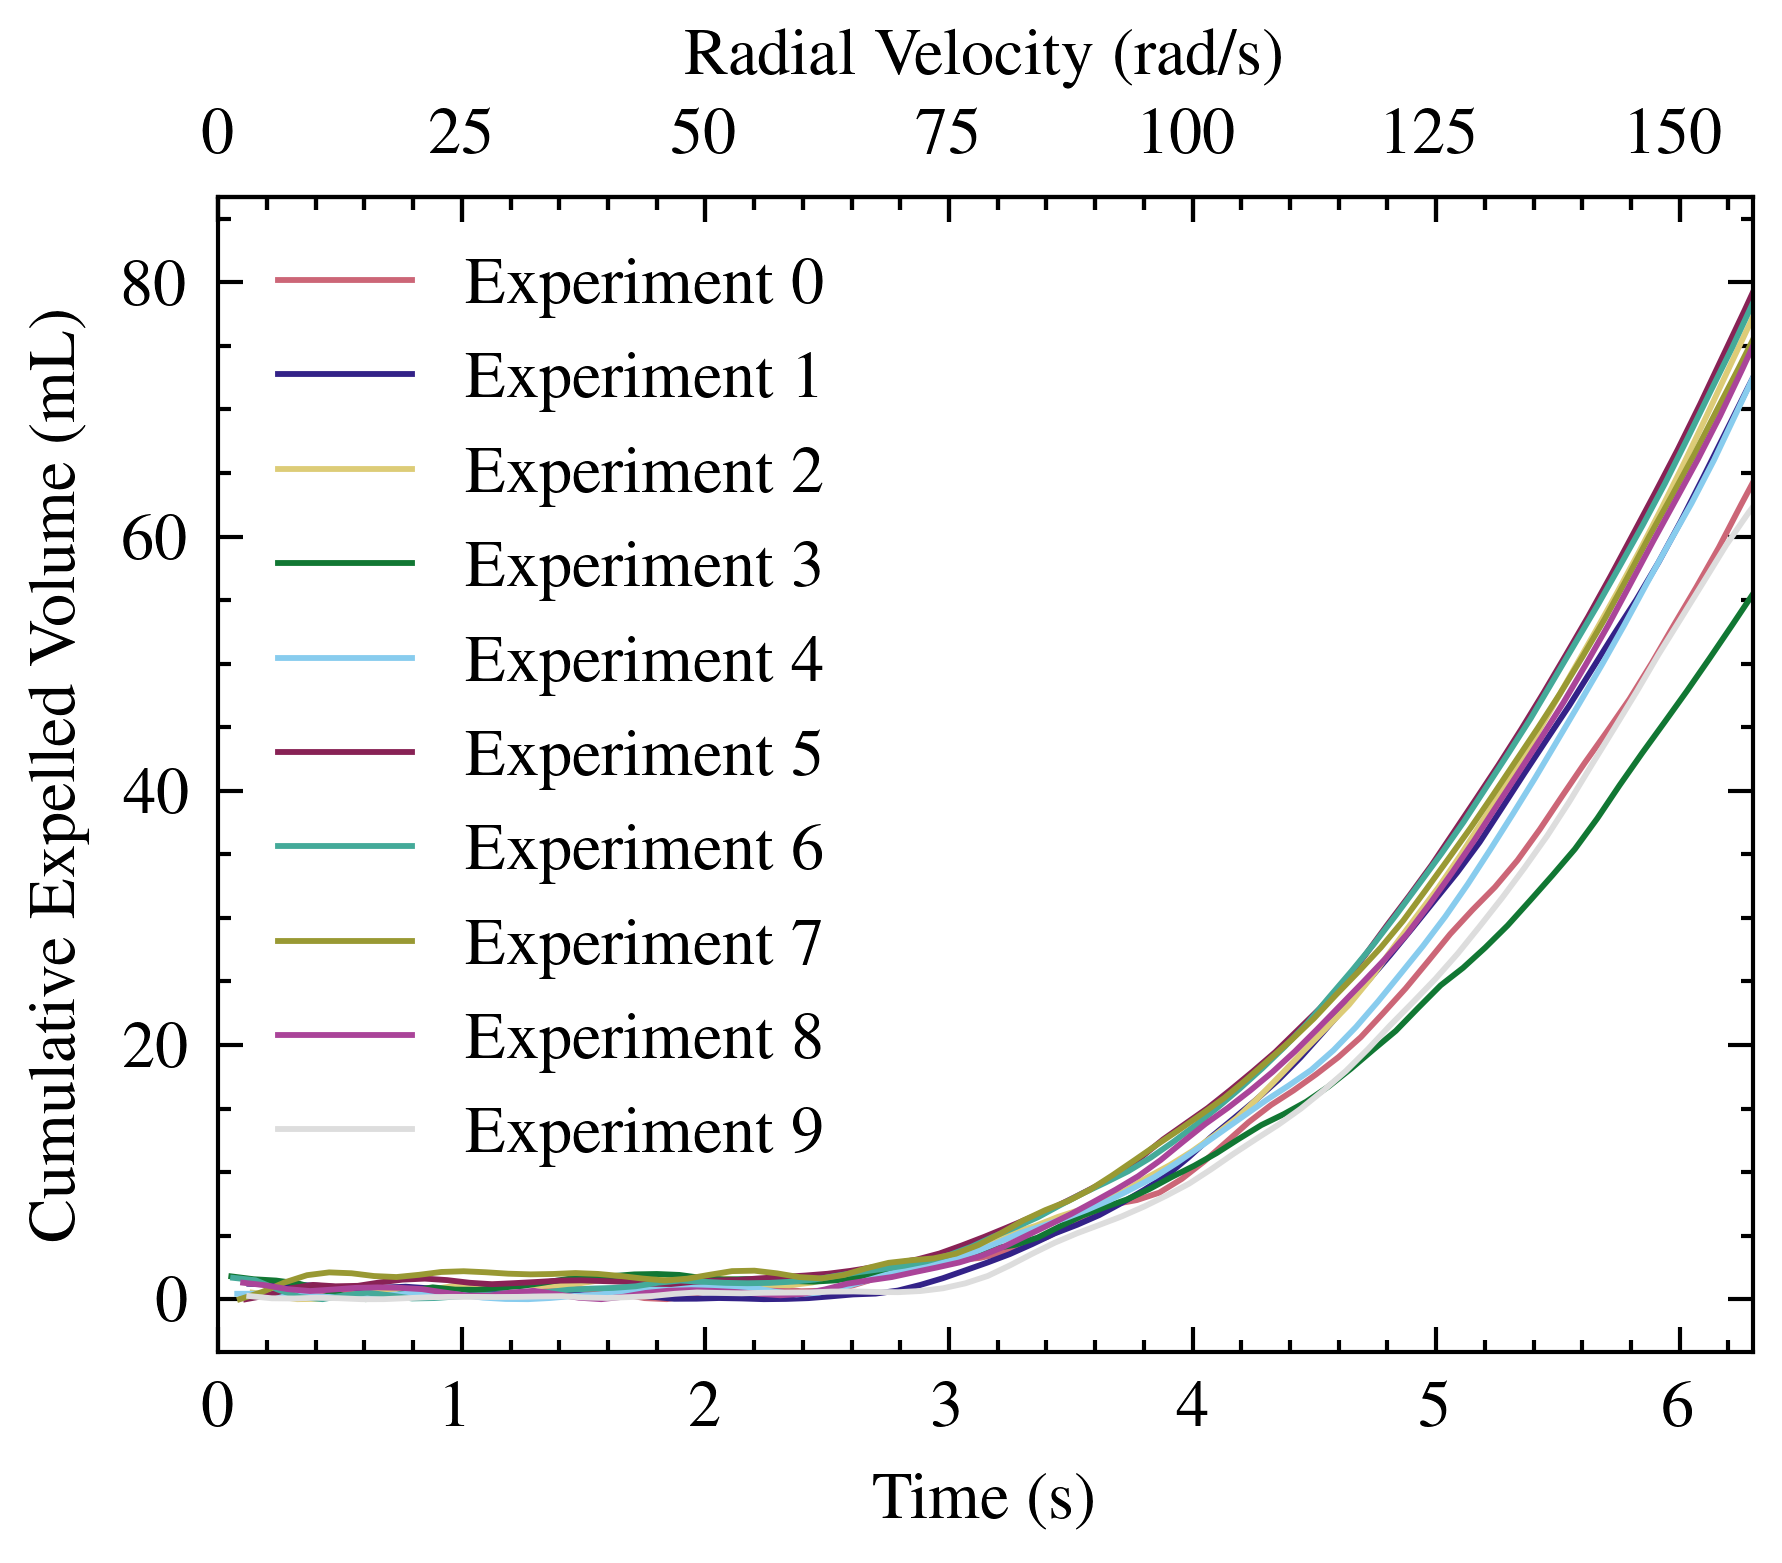 Radial Velocity (rad/s)
0 25 50 75 100 125 150
80
60
40
20
0
Cumulative Expelled Volume (mL)
Experiment 0
Experiment 1
Experiment 2
Experiment 3
Experiment 4
Experiment 5
Experiment 6
Experiment 7
Experiment 8
Experiment 9
0 1 2 3 4 5 6
Time (s)